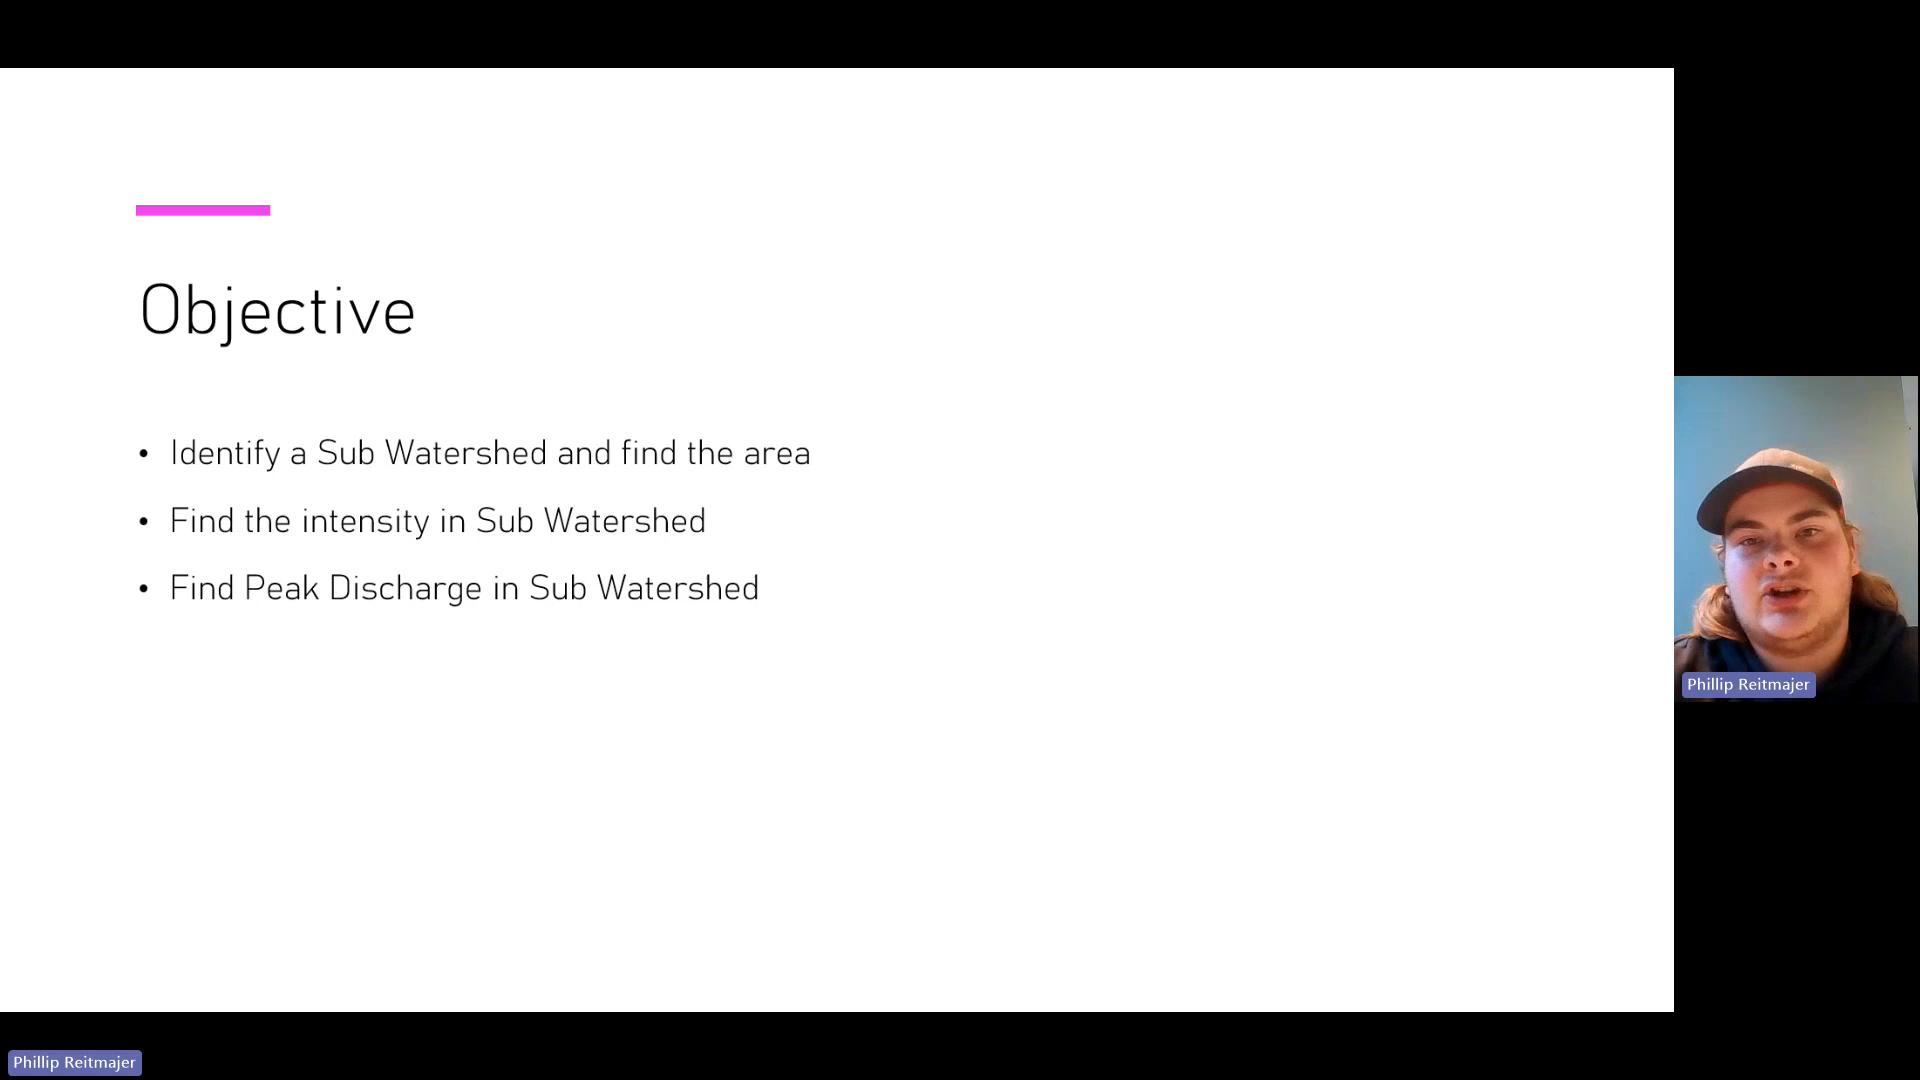 Objective
• Identify a Sub Watershed and find the area
• Find the intensity in Sub Watershed
• Find Peak Discharge in Sub Watershed
Phillip Reitmajer
Phillip Reitmajer